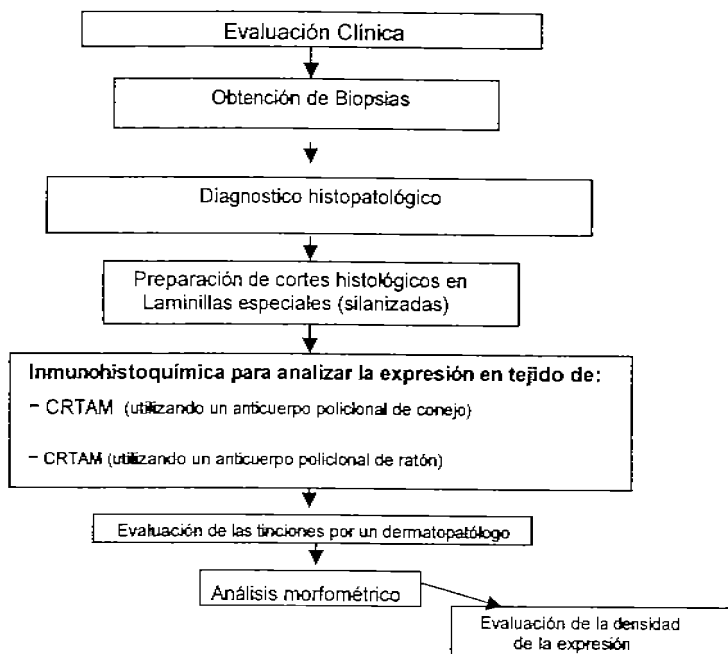 Evaluación Clínica
Obtención de Biopsias
Diagnostico histopatológico
Preparación de cortes histológicos en
Laminillas especiales (silanizadas)
Inmunohistoquímica para analizar la expresión en tejido de:
– CRTAM (utilizando un anticuerpo policlonal de conejo)
– CRTAM (utilizando un anticuerpo policlonal de ratón)
Evaluación de las tinciones por un dermatopatólogo
Análisis morfométrico
Evaluación de la densidad
de la expresión